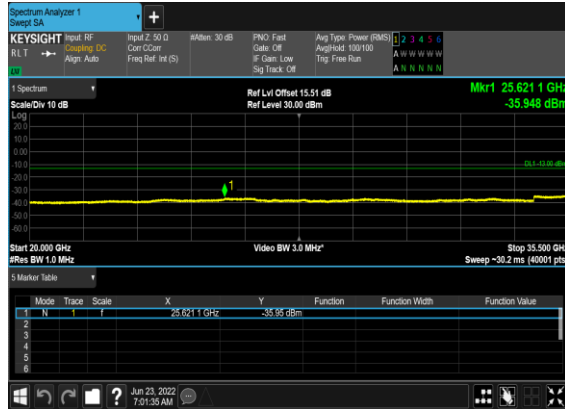 Spectrum Analyzer 1
Swept SA
+
KEYSIGHT Input: RF Input Z: 50 Ω #Atten: 30 dB PNO: Fast Avg Type: Power (RMS) 1 2 3 4 5 6
RLT Coupling: DC Corr CCorr Gate: Off Avg|Hold: 100/100 A W W W W W
Align: Auto Freq Ref: Int (S) IF Gain: Low Trig: Free Run
Sig Track: Off A N N N N N
1 Spectrum Ref Lvl Offset 15.51 dB Mkr1 25.621 1 GHz
Scale/Div 10 dB Ref Level 30.00 dBm -35.948 dBm
Log
20.0
10.0
0.00
-10.0 DL1 -13.00 dBm
-20.0
-30.0 1
-40.0
-50.0
-60.0
Start 20.000 GHz Video BW 3.0 MHz* Stop 35.500 GHz
#Res BW 1.0 MHz Sweep ~30.2 ms (40001 pts)
5 Marker Table
Mode Trace Scale X Y Function Function Width Function Value
1 N 1 f 25.621 1 GHz -35.95 dBm
2
3
4
5
6
? Jun 23, 2022
7:01:35 AM